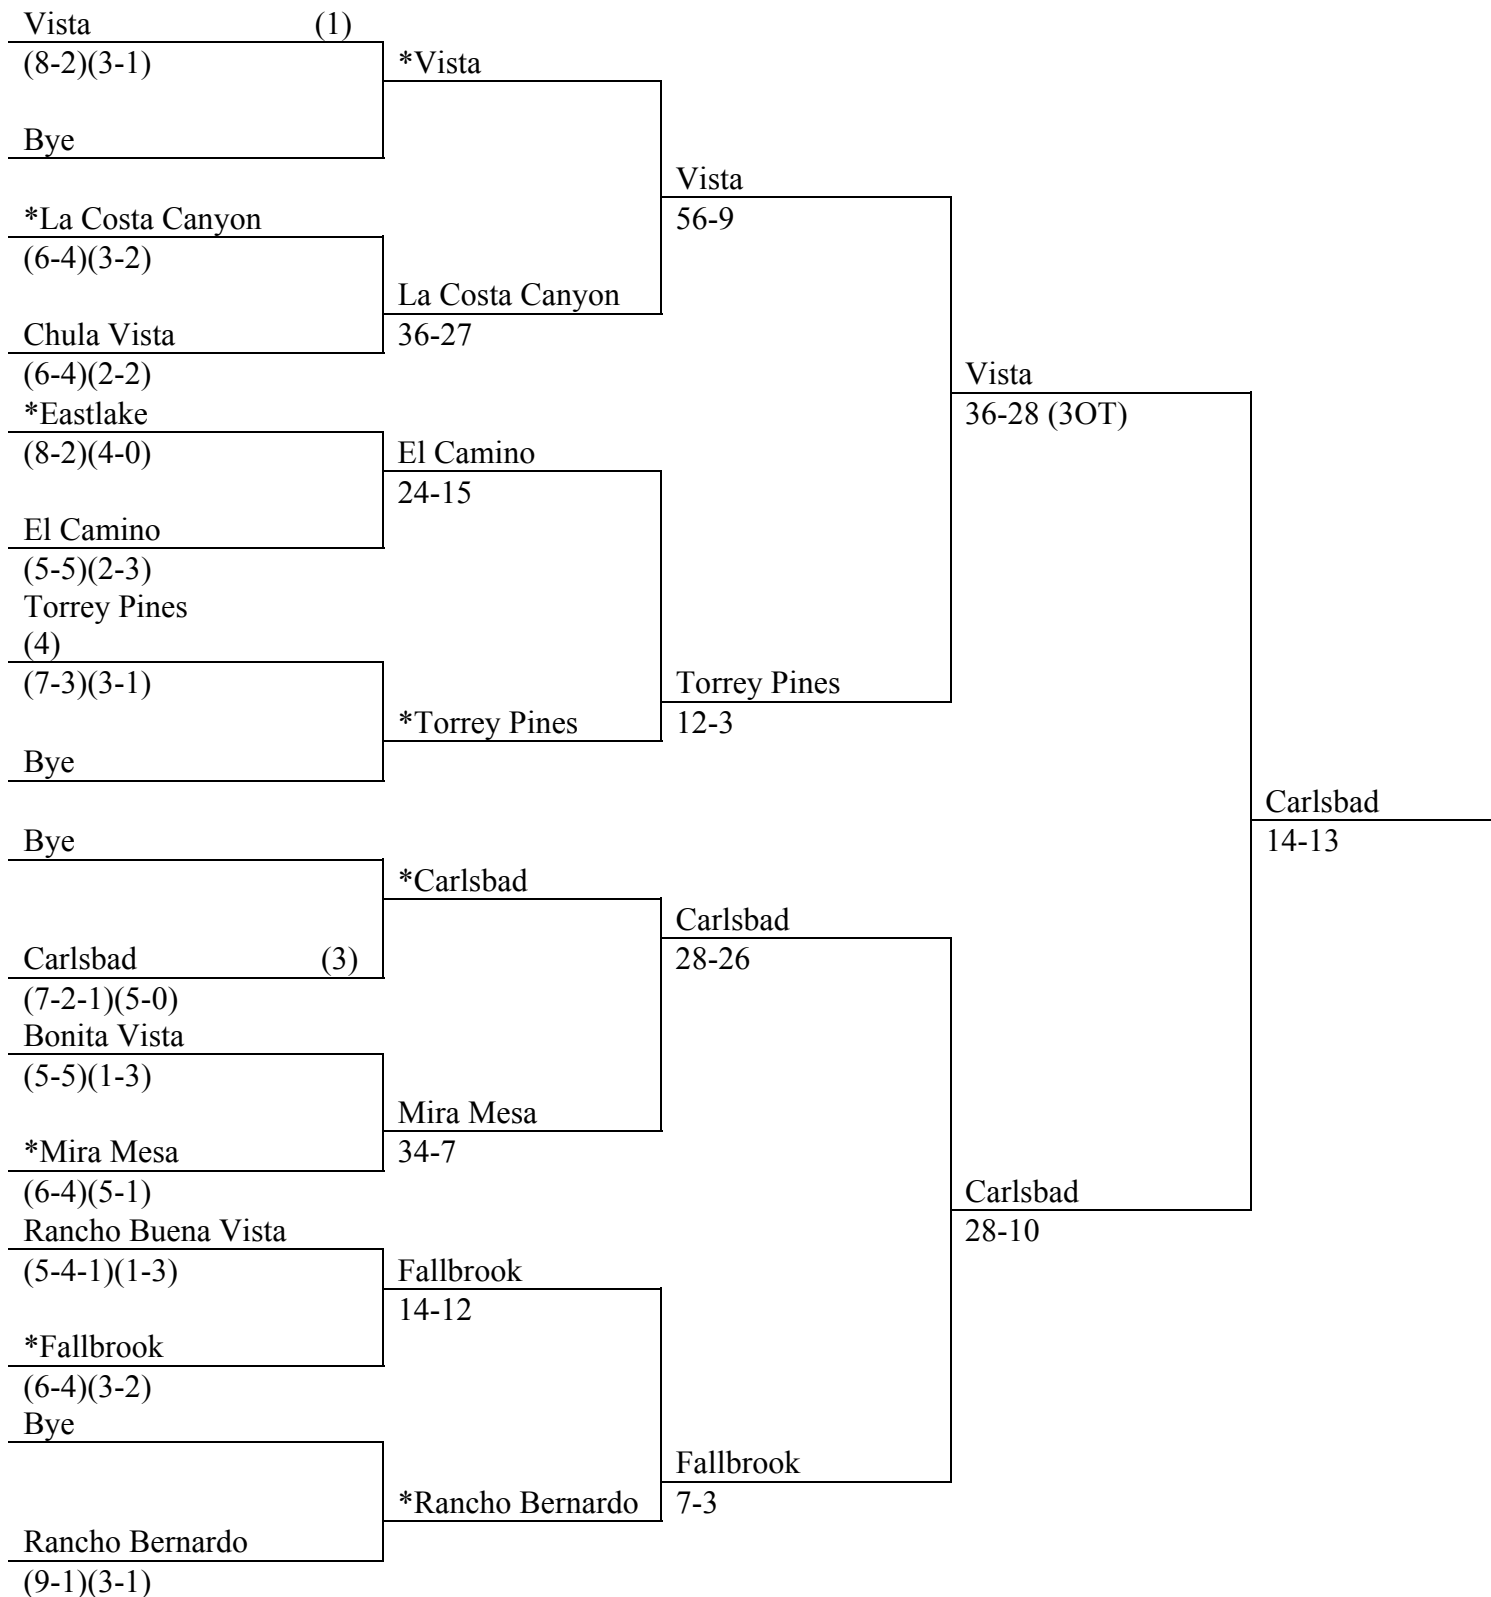 Vista (1)
(8-2)(3-1)
*Vista
Bye
Vista
*La Costa Canyon
56-9
(6-4)(3-2)
La Costa Canyon
Chula Vista
36-27
(6-4)(2-2)
Vista
*Eastlake
36-28 (3OT)
(8-2)(4-0)
El Camino
24-15
El Camino
(5-5)(2-3)
Torrey Pines
(4)
(7-3)(3-1)
Torrey Pines
*Torrey Pines
12-3
Bye
Carlsbad
Bye
14-13
*Carlsbad
Carlsbad
Carlsbad (3)
28-26
(7-2-1)(5-0)
Bonita Vista
(5-5)(1-3)
Mira Mesa
*Mira Mesa
34-7
(6-4)(5-1)
Carlsbad
Rancho Buena Vista
28-10
(5-4-1)(1-3)
Fallbrook
14-12
*Fallbrook
(6-4)(3-2)
Bye
Fallbrook
*Rancho Bernardo
7-3
Rancho Bernardo
(9-1)(3-1)